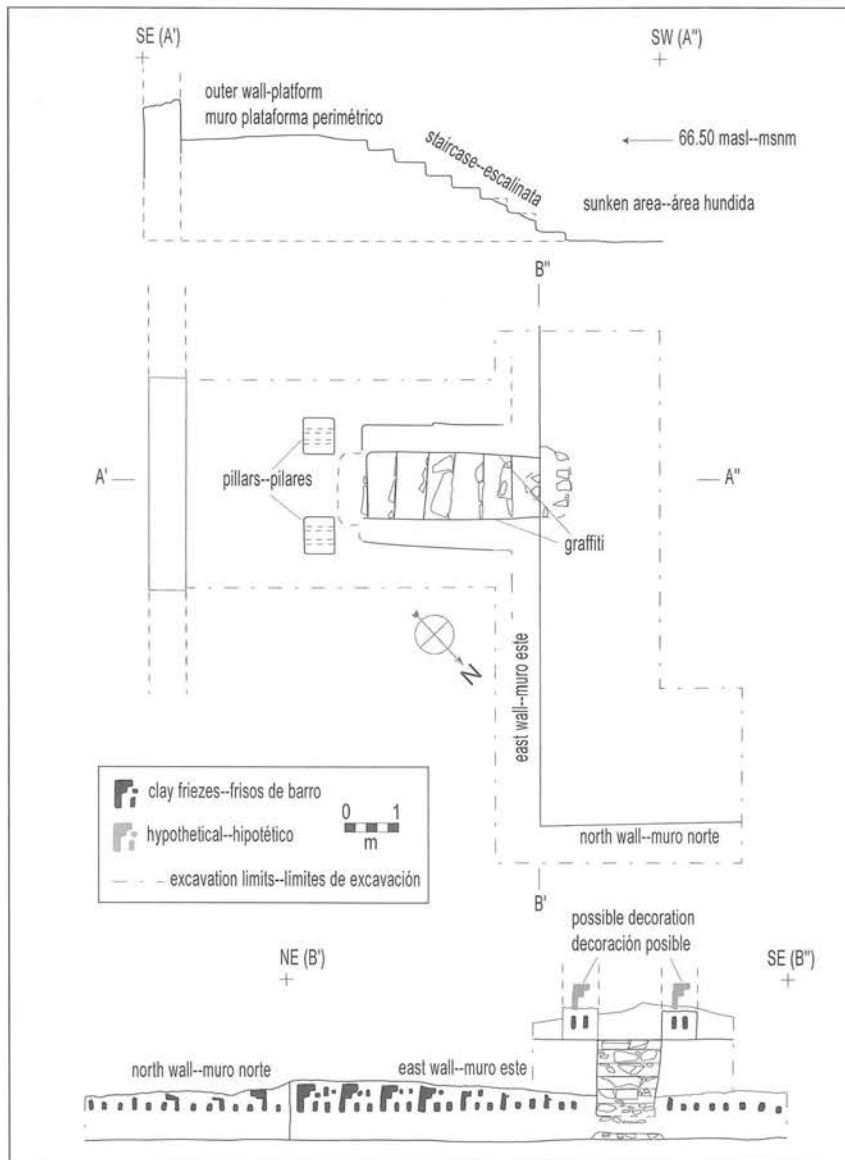 SE (A')
SW (A'')
outer wall-platform
muro plataforma perimétrico
staircase--escalinata
66.50 masl--msnm
sunken area--área hundida
B''
A'
pillars--pilares
A''
graffiti
N
east wall--muro este
clay friezes--frisos de barro
0 1
m
hypothetical--hipotético
excavation limits--límites de excavación
north wall--muro norte
B'
possible decoration
decoración posible
NE (B')
SE (B'')
north wall--muro norte
east wall--muro este